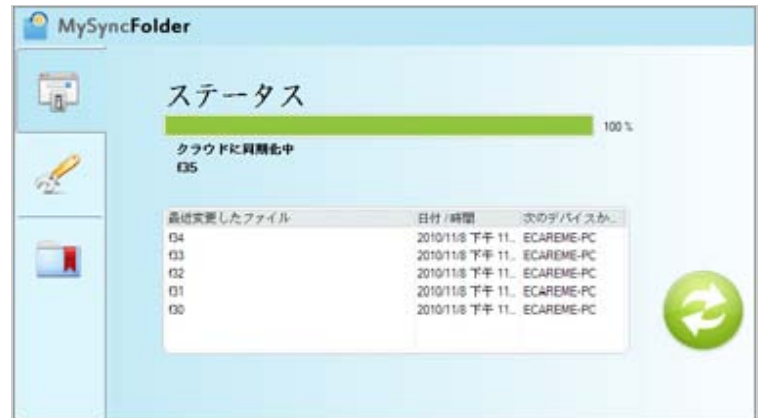 MySyncFolder
ステータス
100 %
クラウドに同期化中
f35
最近変更したファイル 日付/時間 次のデバイスか...
f34 2010/11/8 下午 11... ECAREME-PC
f33 2010/11/8 下午 11... ECAREME-PC
f32 2010/11/8 下午 11... ECAREME-PC
f31 2010/11/8 下午 11... ECAREME-PC
f30 2010/11/8 下午 11... ECAREME-PC